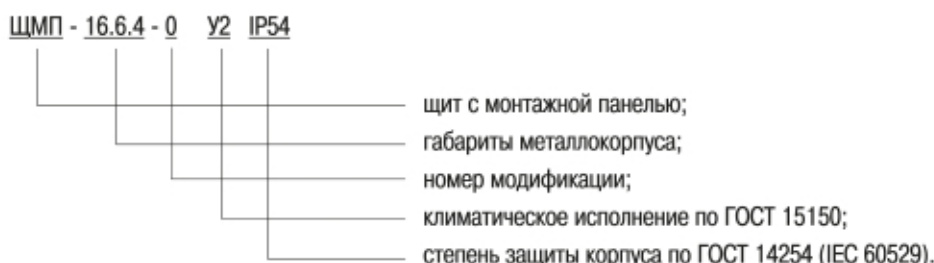 ЩМП - 16.6.4 - 0 У2 IP54
щит с монтажной панелью;
габариты металлокорпуса;
номер модификации;
климатическое исполнение по ГОСТ 15150;
степень защиты корпуса по ГОСТ 14254 (IEC 60529).